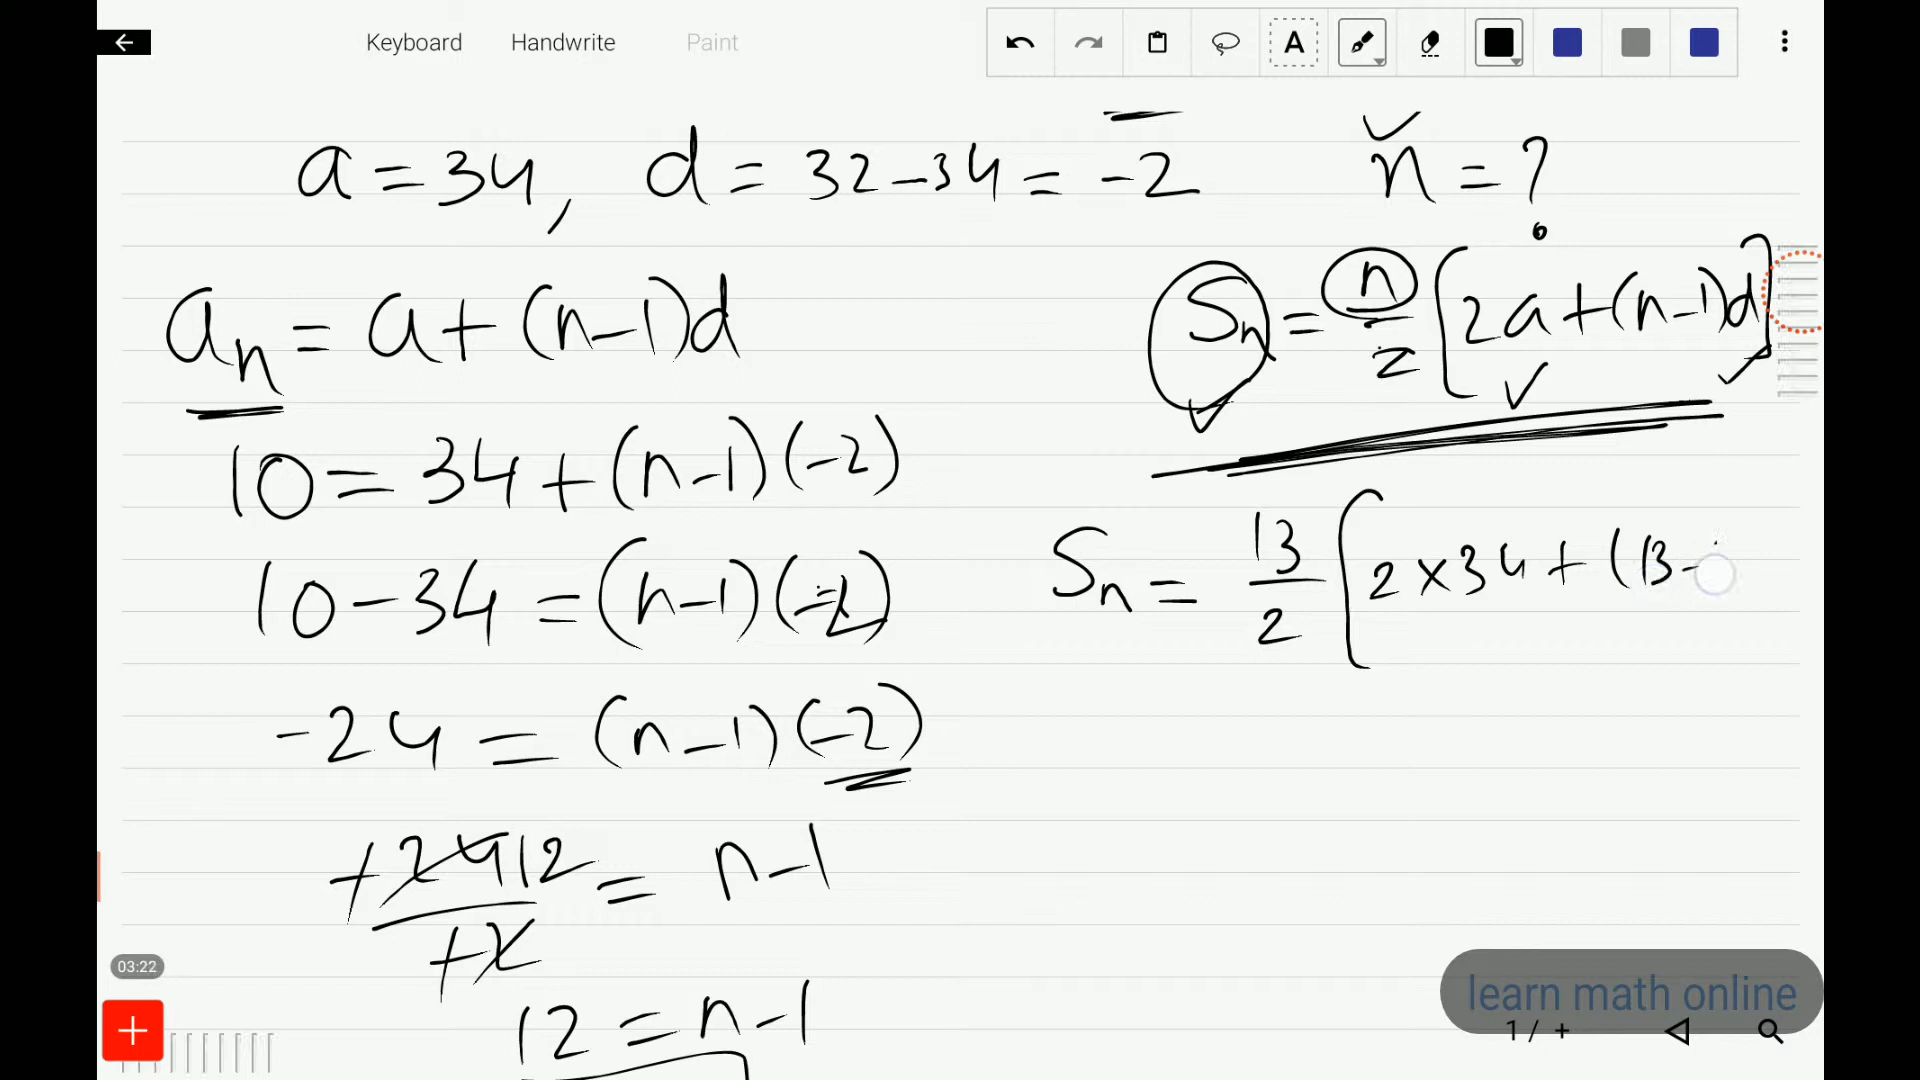 Keyboard Handwrite Paint A
a = 34, d = 32 - 34 = -2 n = ?
an = a + (n-1)d
Sn = n/2 [2a + (n-1)d]
10 = 34 + (n-1)(-2)
10 - 34 = (n-1)(-2)
Sn = 13/2 [2 x 34 + (13 -
-24 = (n-1)(-2)
+24 12/+2 = n-1
12 = n-1
03:22
learn math online
1 / +